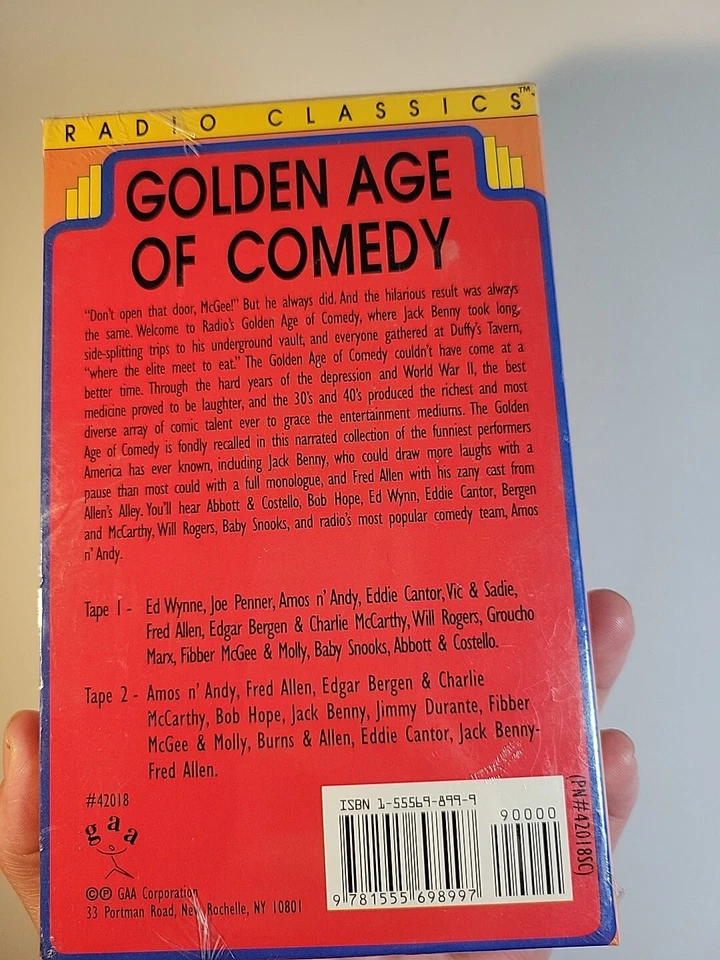 RADIO CLASSICS™
GOLDEN AGE
OF COMEDY
"Don't open that door, McGee!" But he always did. And the hilarious result was always
the same. Welcome to Radio's Golden Age of Comedy, where Jack Benny took long,
side-splitting trips to his underground vault, and everyone gathered at Duffy's Tavern,
"where the elite meet to eat." The Golden Age of Comedy couldn't have come at a
better time. Through the hard years of the depression and World War II, the best
medicine proved to be laughter, and the 30's and 40's produced the richest and most
diverse array of comic talent ever to grace the entertainment mediums. The Golden
Age of Comedy is fondly recalled in this narrated collection of the funniest performers
America has ever known, including Jack Benny, who could draw more laughs with a
pause than most could with a full monologue, and Fred Allen with his zany cast from
Allen's Alley. You'll hear Abbott & Costello, Bob Hope, Ed Wynn, Eddie Cantor, Bergen
and McCarthy, Will Rogers, Baby Snooks, and radio's most popular comedy team, Amos
n' Andy.
Tape 1 - Ed Wynne, Joe Penner, Amos n' Andy, Eddie Cantor, Vic & Sadie,
Fred Allen, Edgar Bergen & Charlie McCarthy, Will Rogers, Groucho
Marx, Fibber McGee & Molly, Baby Snooks, Abbott & Costello.
Tape 2 - Amos n' Andy, Fred Allen, Edgar Bergen & Charlie
McCarthy, Bob Hope, Jack Benny, Jimmy Durante, Fibber
McGee & Molly, Burns & Allen, Eddie Cantor, Jack Benny-
Fred Allen.
#42018
gaa
©℗ GAA Corporation
33 Portman Road, New Rochelle, NY 10801
ISBN 1-55569-899-9
90000
9 781555 698997
(PN#42018SC)